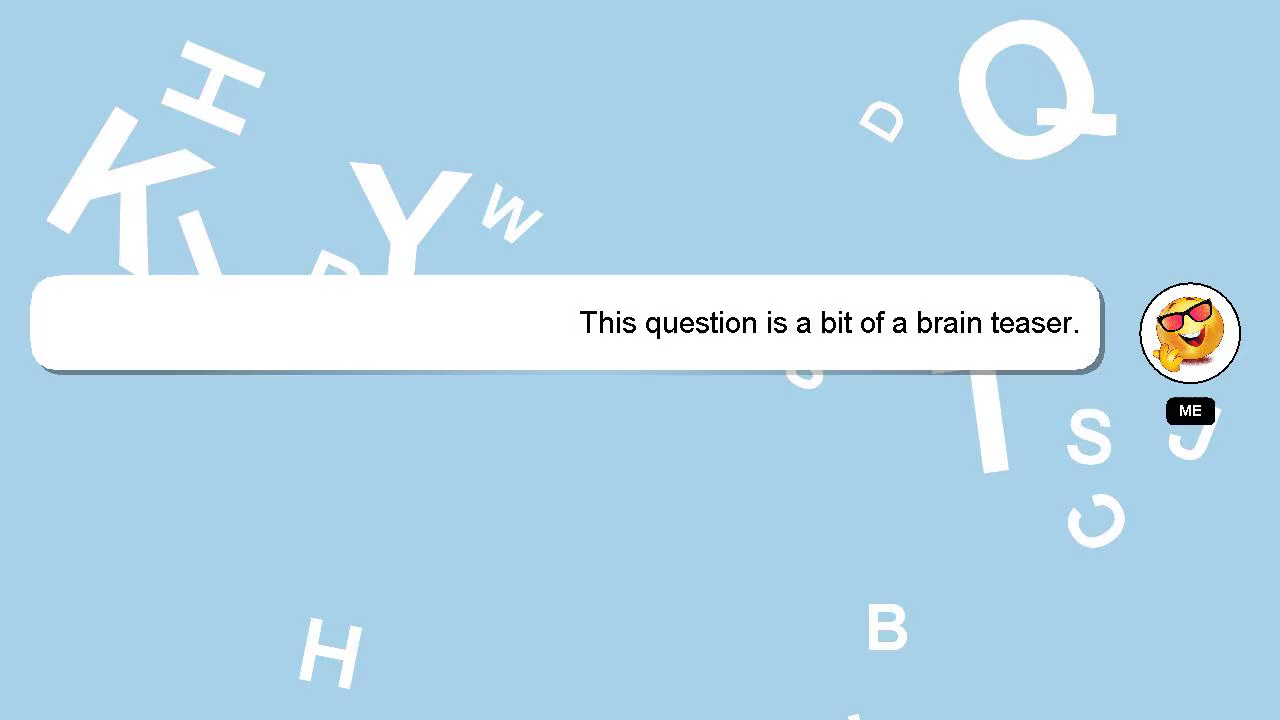 H
K
Y
W
D
Q
This question is a bit of a brain teaser.
ME
T
S
J
C
H
B